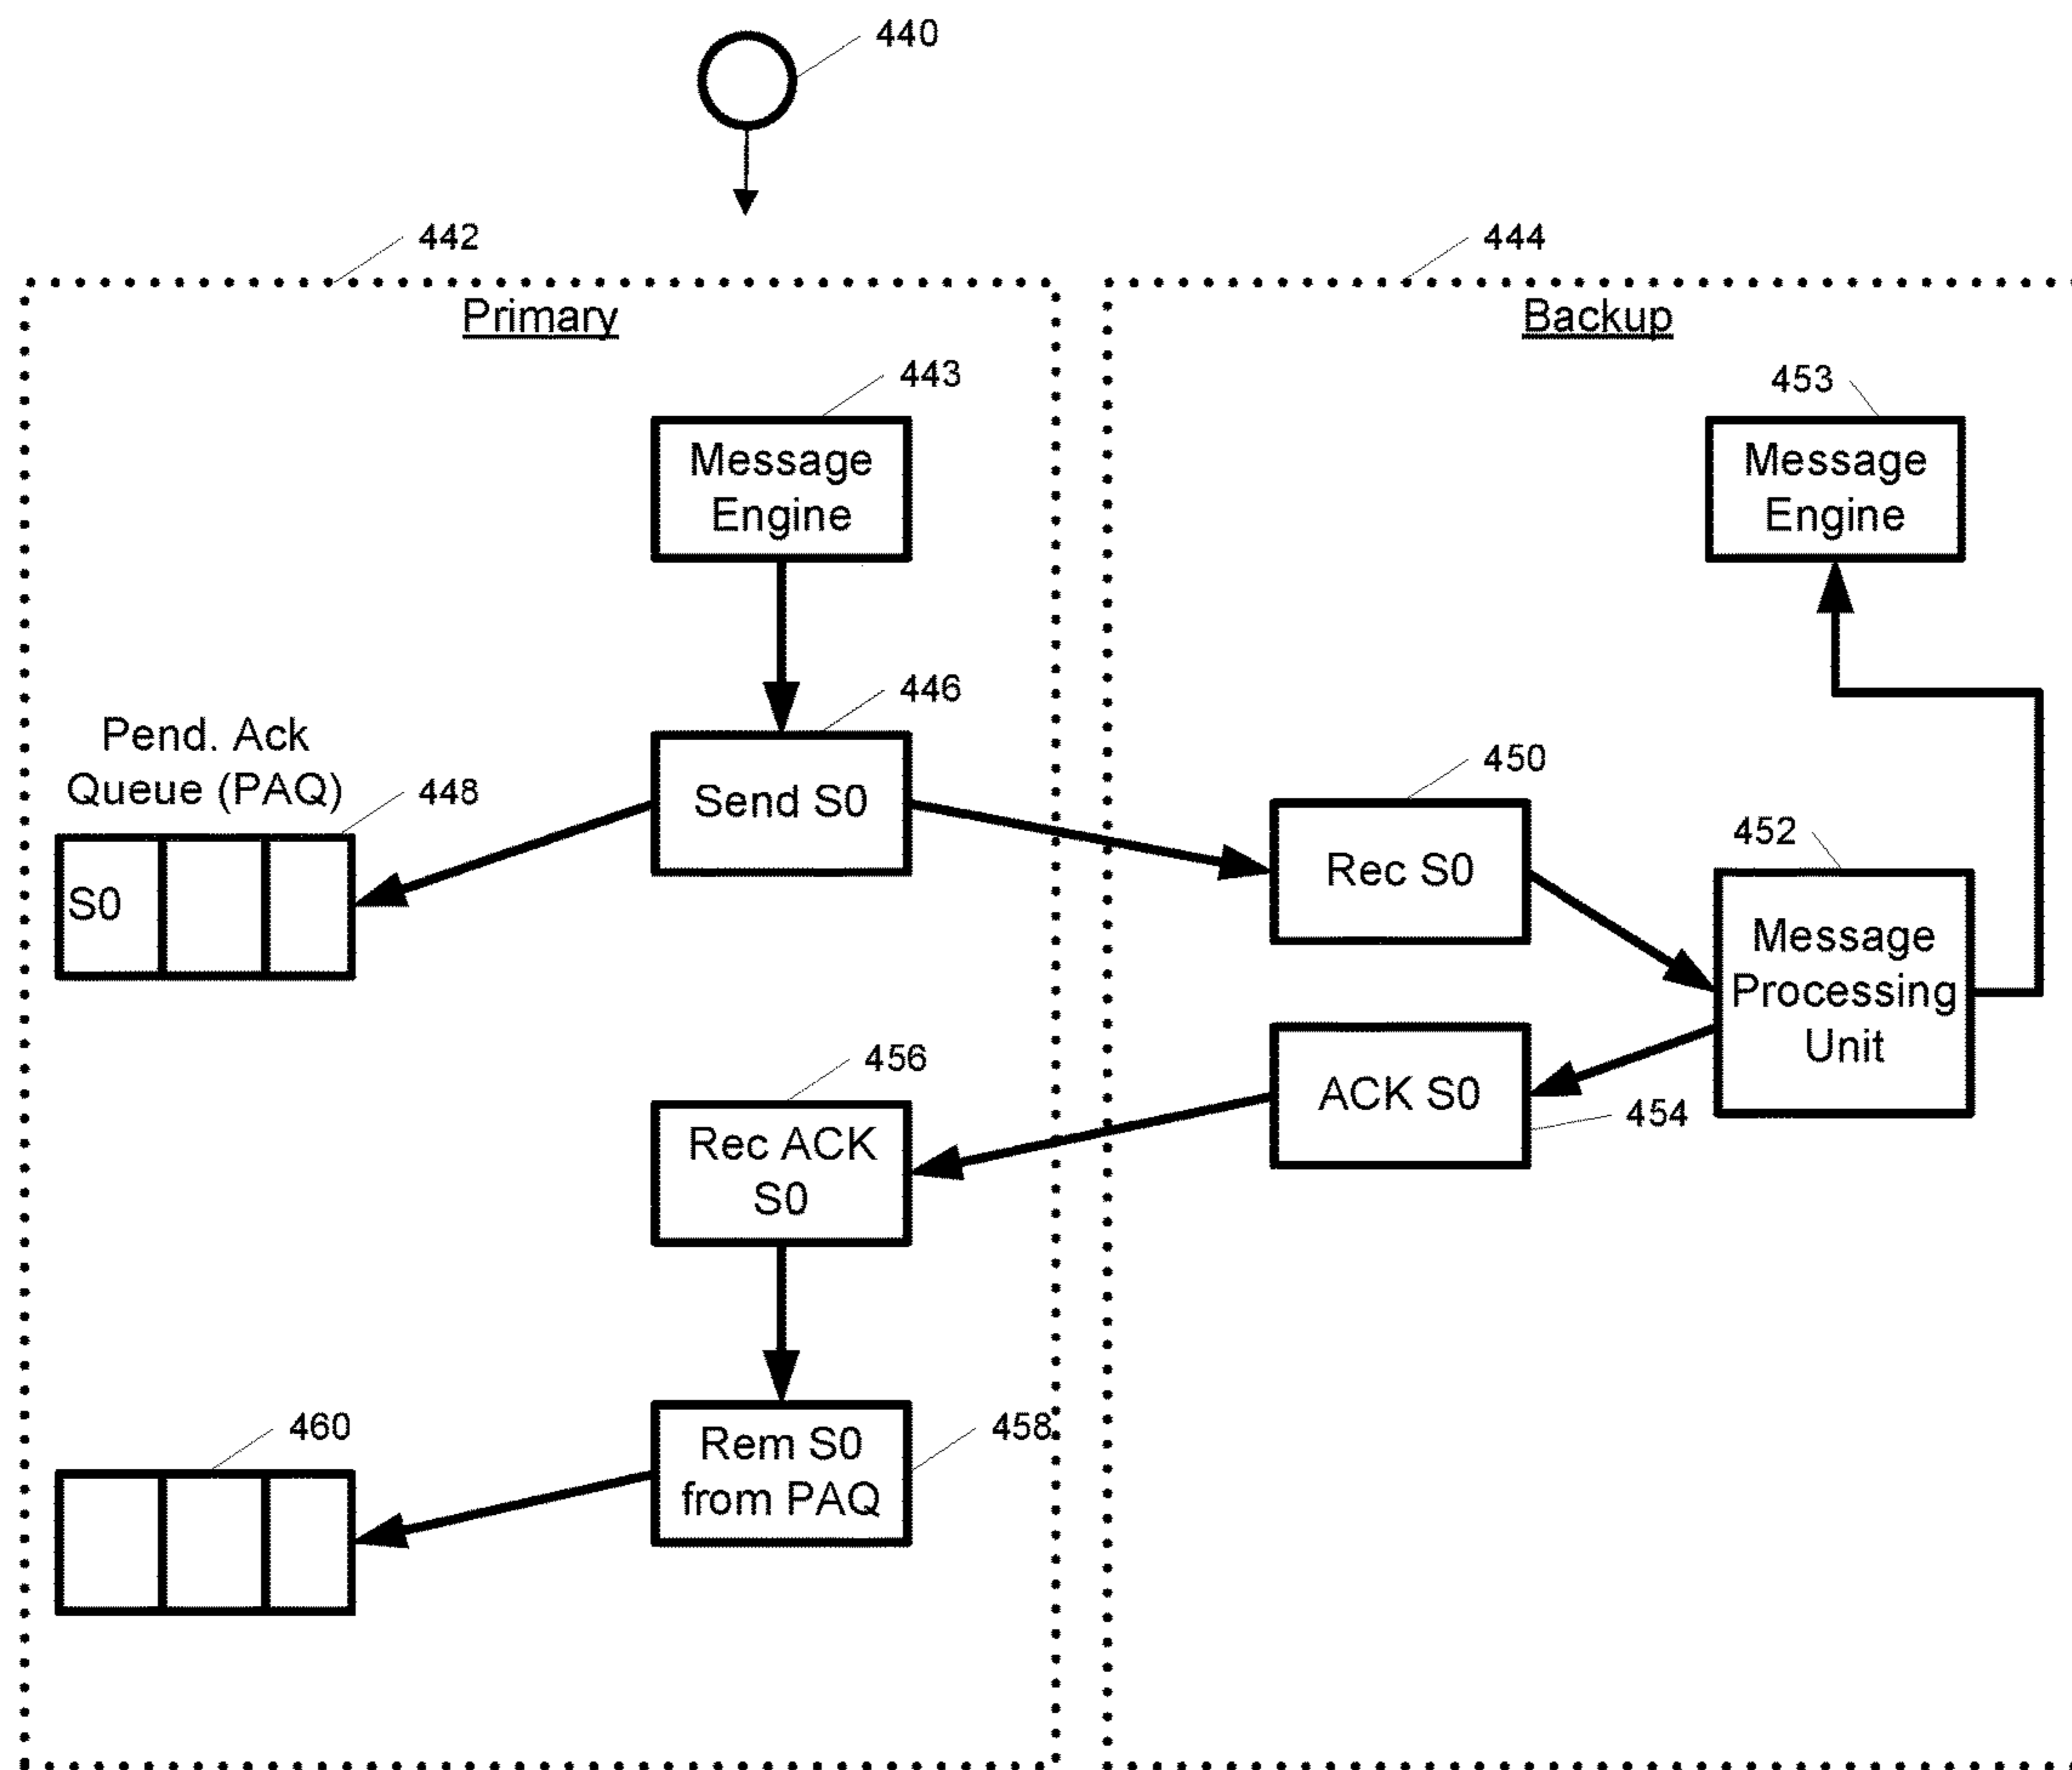 440
442
444
Primary
Backup
443
453
Message
Engine
Message
Engine
446
Pend. Ack
Queue (PAQ)
448
450
Send S0
452
Rec S0
S0
Message
Processing
Unit
456
ACK S0
454
Rec ACK
S0
460
458
Rem S0
from PAQ